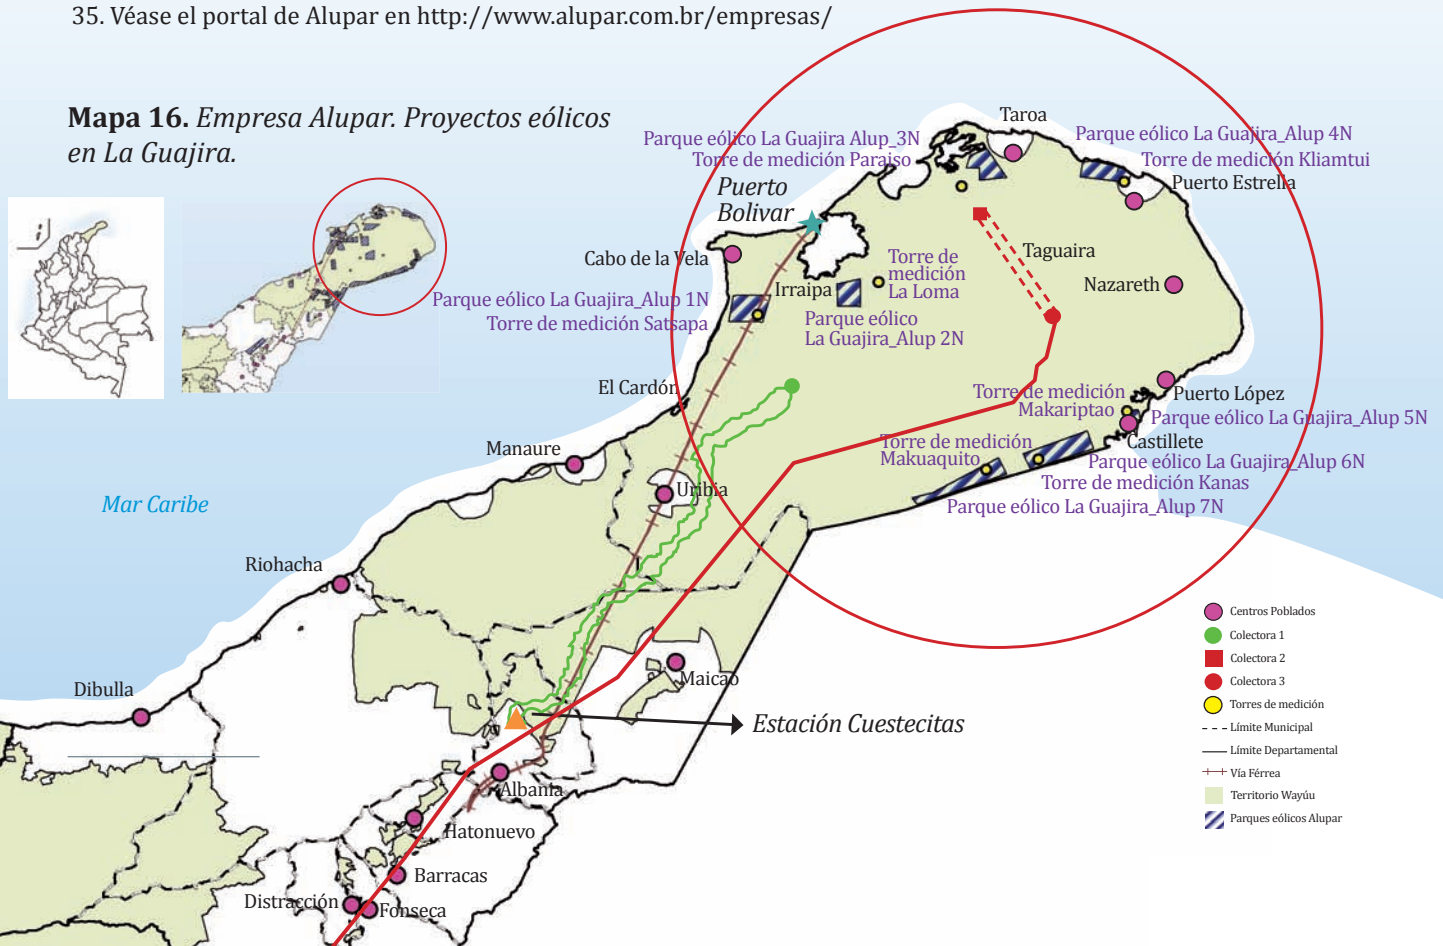 35. Véase el portal de Alupar en http://www.alupar.com.br/empresas/
Mapa 16. Empresa Alupar. Proyectos eólicos
en La Guajira.
Taroa
Parque eólico La Guajira Alup_3N
Torre de medición Paraiso
Parque eólico La Guajira_Alup 4N
Torre de medición Kliamtui
Puerto Estrella
Puerto
Bolivar
Cabo de la Vela
Torre de
medición
La Loma
Taguaira
Nazareth
Irraipa
Parque eólico La Guajira_Alup 1N
Torre de medición Satsapa
Parque eólico
La Guajira_Alup 2N
El Cardón
Torre de medición
Makariptao
Puerto López
Parque eólico La Guajira_Alup 5N
Castillete
Torre de medición
Makuaquito
Parque eólico La Guajira_Alup 6N
Torre de medición Kanas
Parque eólico La Guajira_Alup 7N
Manaure
Uribia
Mar Caribe
Riohacha
Maicao
Dibulla
Estación Cuestecitas
Albania
Hatonuevo
Barracas
Distracción
Fonseca
Centros Poblados
Colectora 1
Colectora 2
Colectora 3
Torres de medición
Límite Municipal
Límite Departamental
Vía Férrea
Territorio Wayúu
Parques eólicos Alupar